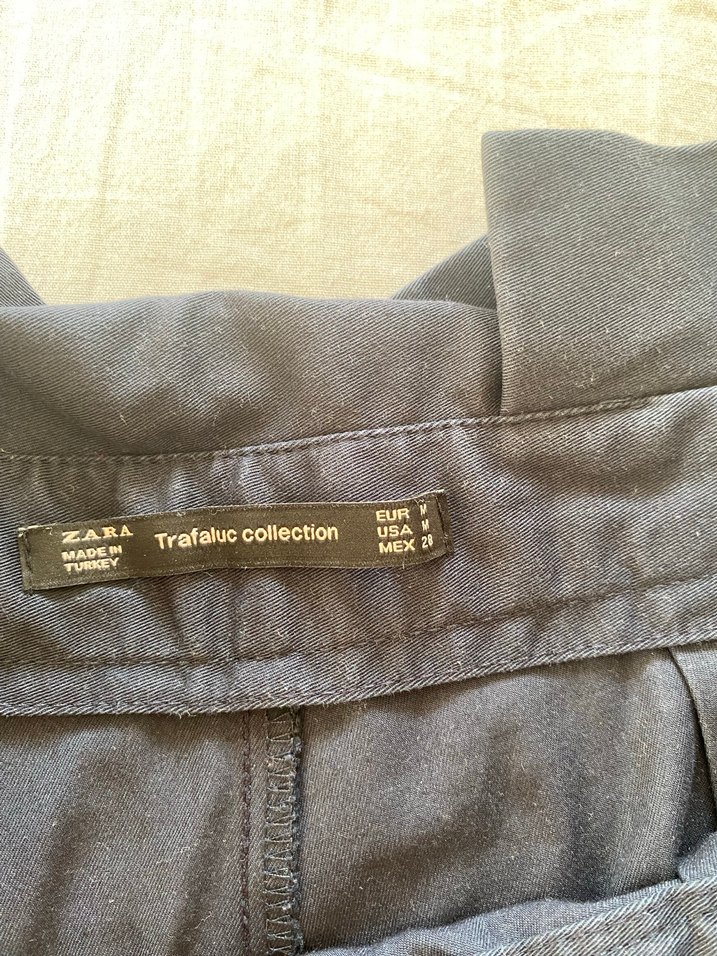 ZARA
MADE IN
TURKEY
Trafaluc collection
EUR M
USA M
MEX 28